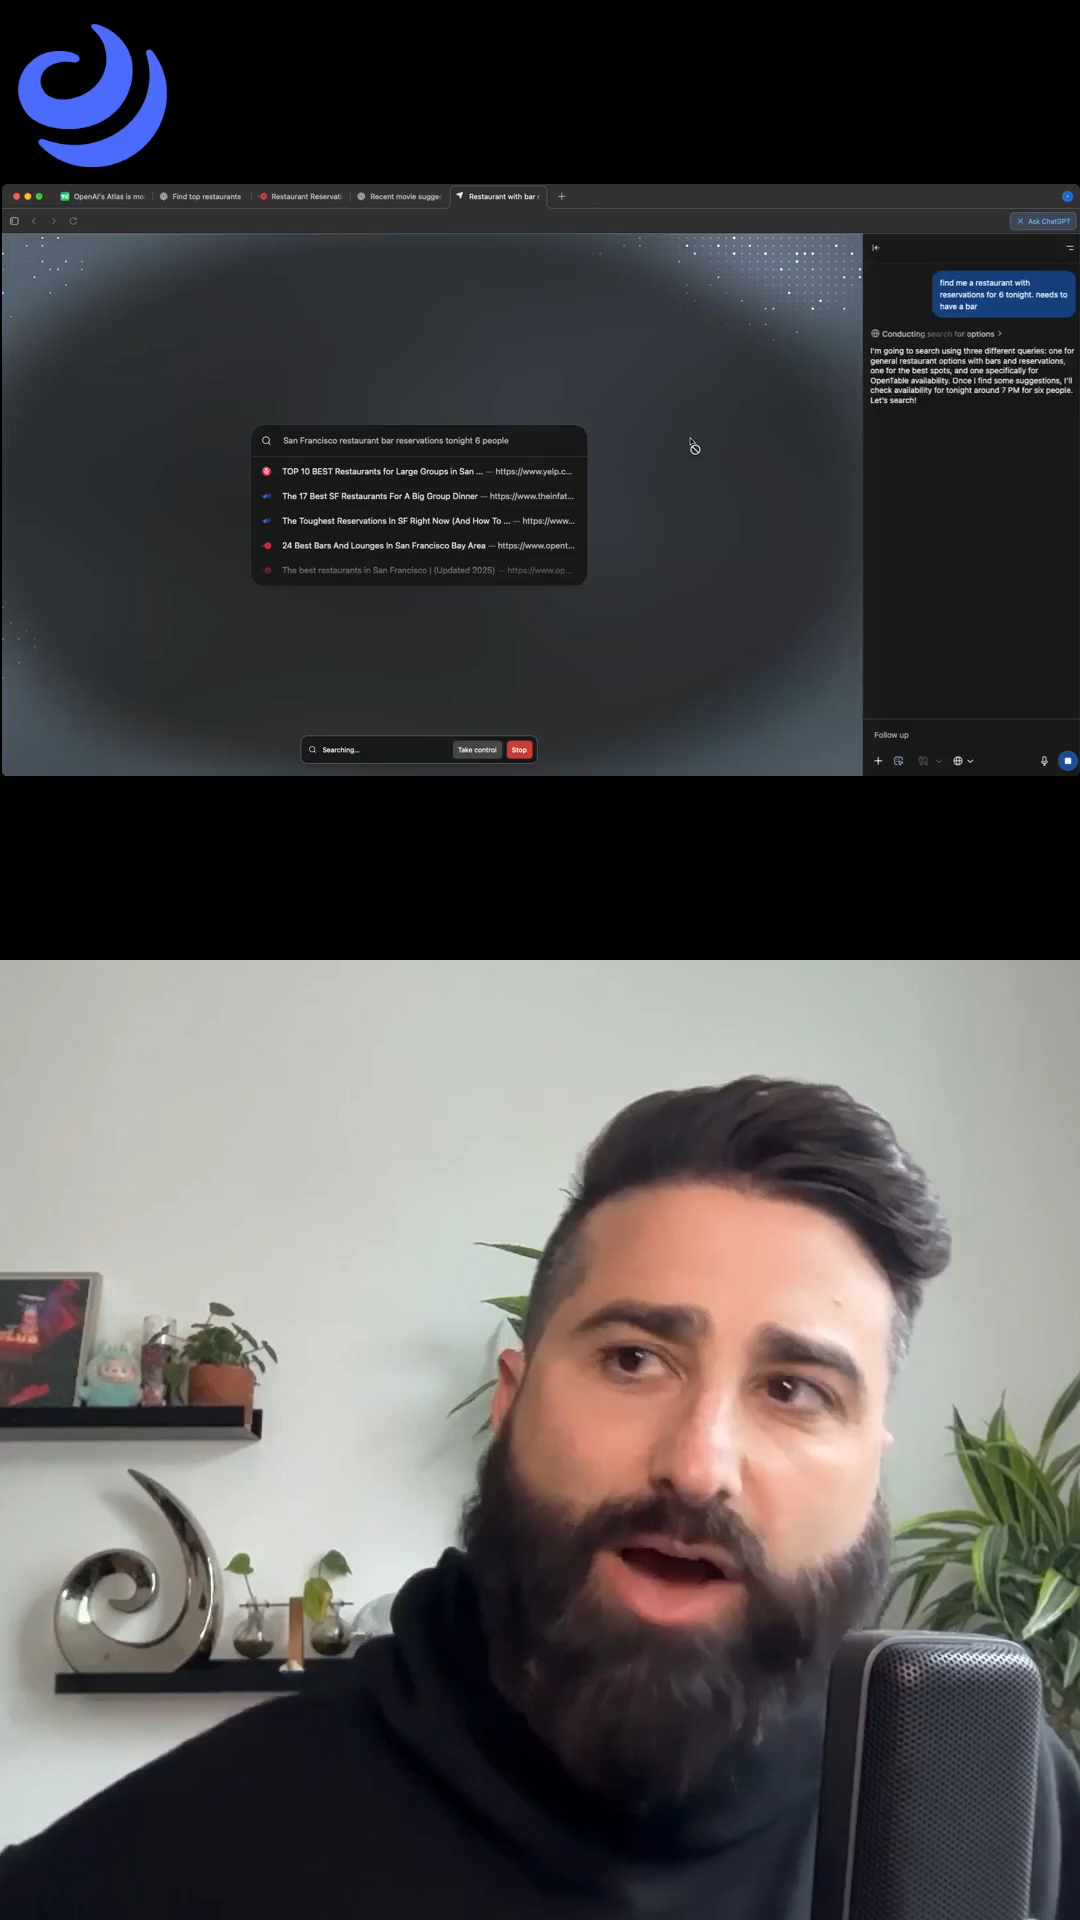 OpenAI's Atlas is mo
Find top restaurants
Restaurant Reservati
Recent movie sugge
Restaurant with bar r
Ask ChatGPT
find me a restaurant with
reservations for 6 tonight. needs to
have a bar
Conducting search for options
I'm going to search using three different queries: one for
general restaurant options with bars and reservations,
one for the best spots, and one specifically for
OpenTable availability. Once I find some suggestions, I'll
check availability for tonight around 7 PM for six people.
Let's search!
San Francisco restaurant bar reservations tonight 6 people
TOP 10 BEST Restaurants for Large Groups in San ... — https://www.yelp.c...
The 17 Best SF Restaurants For A Big Group Dinner — https://www.theinfat...
The Toughest Reservations In SF Right Now (And How To ... — https://www...
24 Best Bars And Lounges In San Francisco Bay Area — https://www.opent...
The best restaurants in San Francisco | (Updated 2025) — https://www.op...
Searching...
Take control
Stop
Follow up